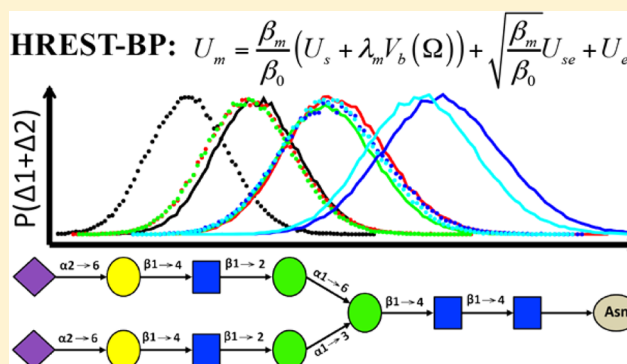 HREST-BP: U_m = β_m/β_0 (U_s + λ_m V_b(Ω)) + √(β_m/β_0) U_se + U_e
P(Δ1+Δ2)
α2→6 β1→4 β1→2 α1→6
β1→4 β1→4 Asn
α2→6 β1→4 β1→2 α1→3